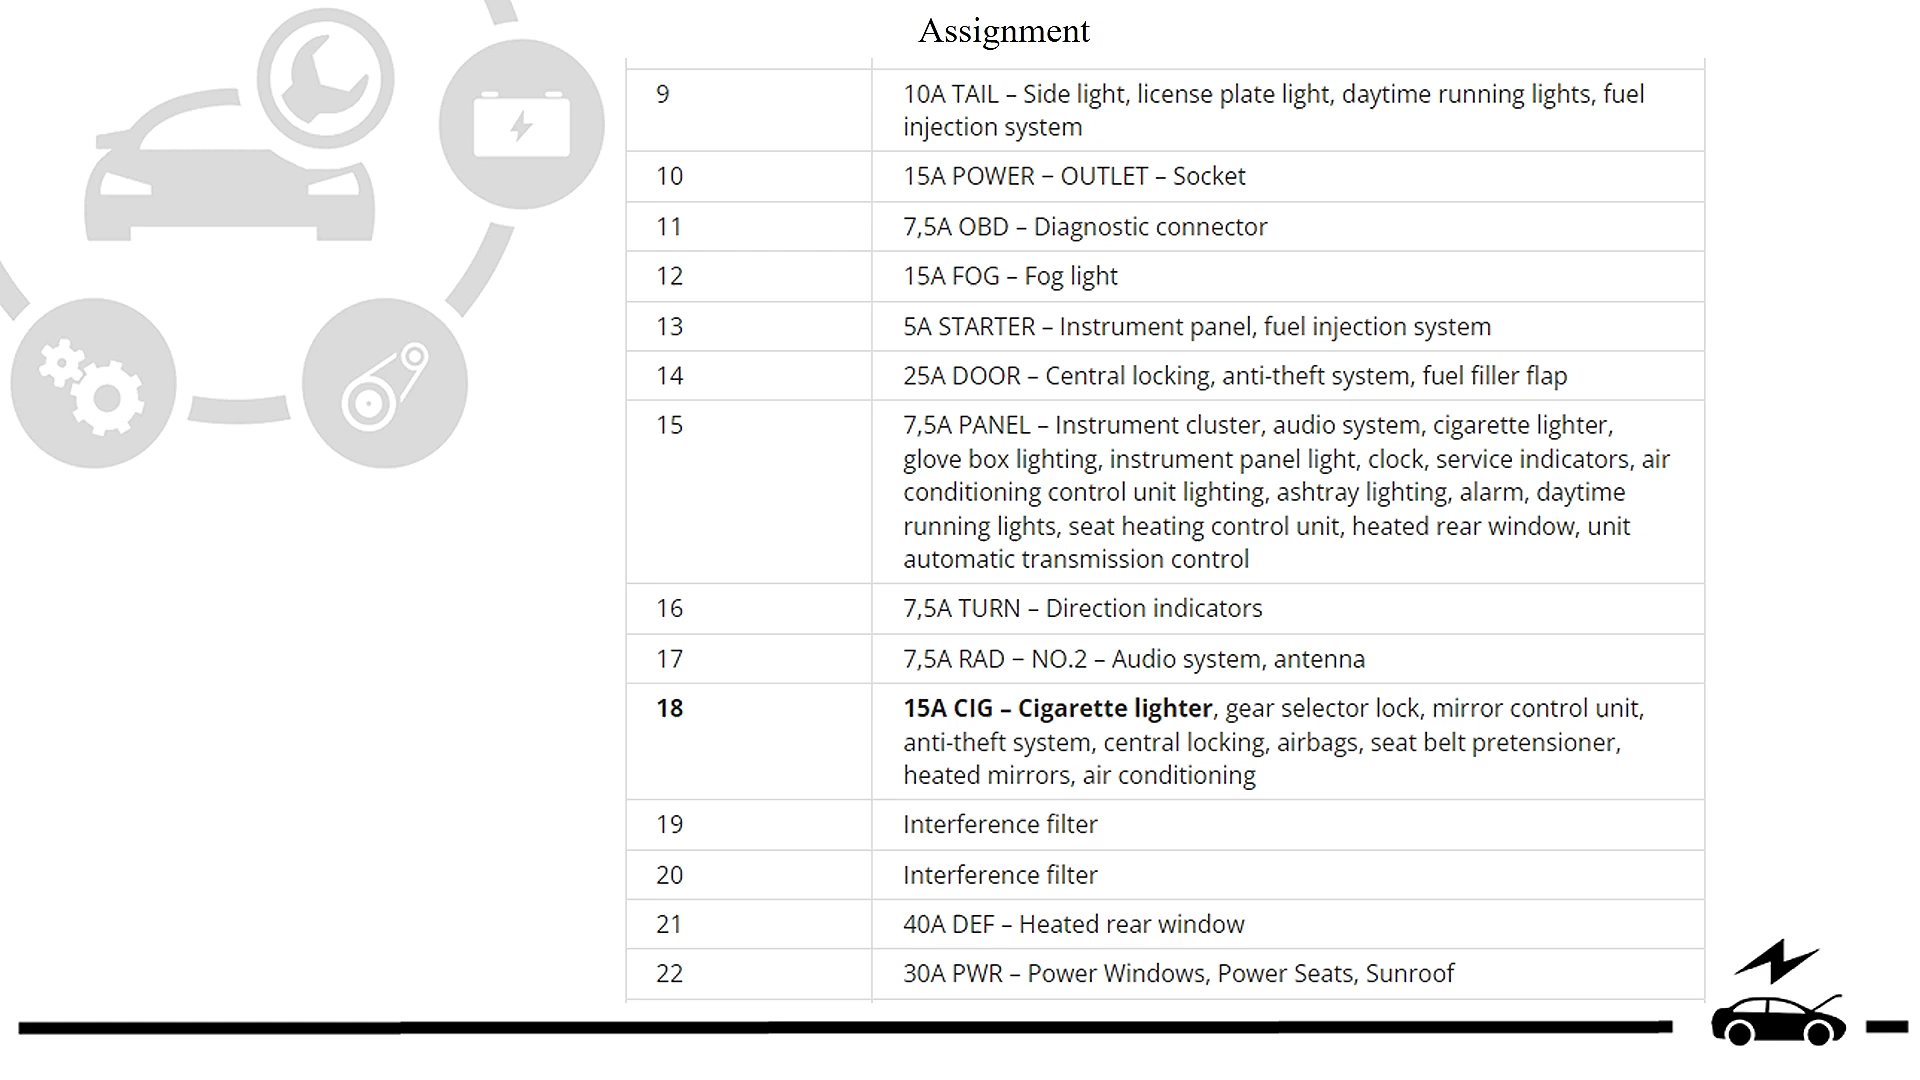 Assignment
9
10A TAIL – Side light, license plate light, daytime running lights, fuel
injection system
10
15A POWER – OUTLET – Socket
11
7,5A OBD – Diagnostic connector
12
15A FOG – Fog light
13
5A STARTER – Instrument panel, fuel injection system
14
25A DOOR – Central locking, anti-theft system, fuel filler flap
15
7,5A PANEL – Instrument cluster, audio system, cigarette lighter,
glove box lighting, instrument panel light, clock, service indicators, air
conditioning control unit lighting, ashtray lighting, alarm, daytime
running lights, seat heating control unit, heated rear window, unit
automatic transmission control
16
7,5A TURN – Direction indicators
17
7,5A RAD – NO.2 – Audio system, antenna
18
15A CIG – Cigarette lighter, gear selector lock, mirror control unit,
anti-theft system, central locking, airbags, seat belt pretensioner,
heated mirrors, air conditioning
19
Interference filter
20
Interference filter
21
40A DEF – Heated rear window
22
30A PWR – Power Windows, Power Seats, Sunroof